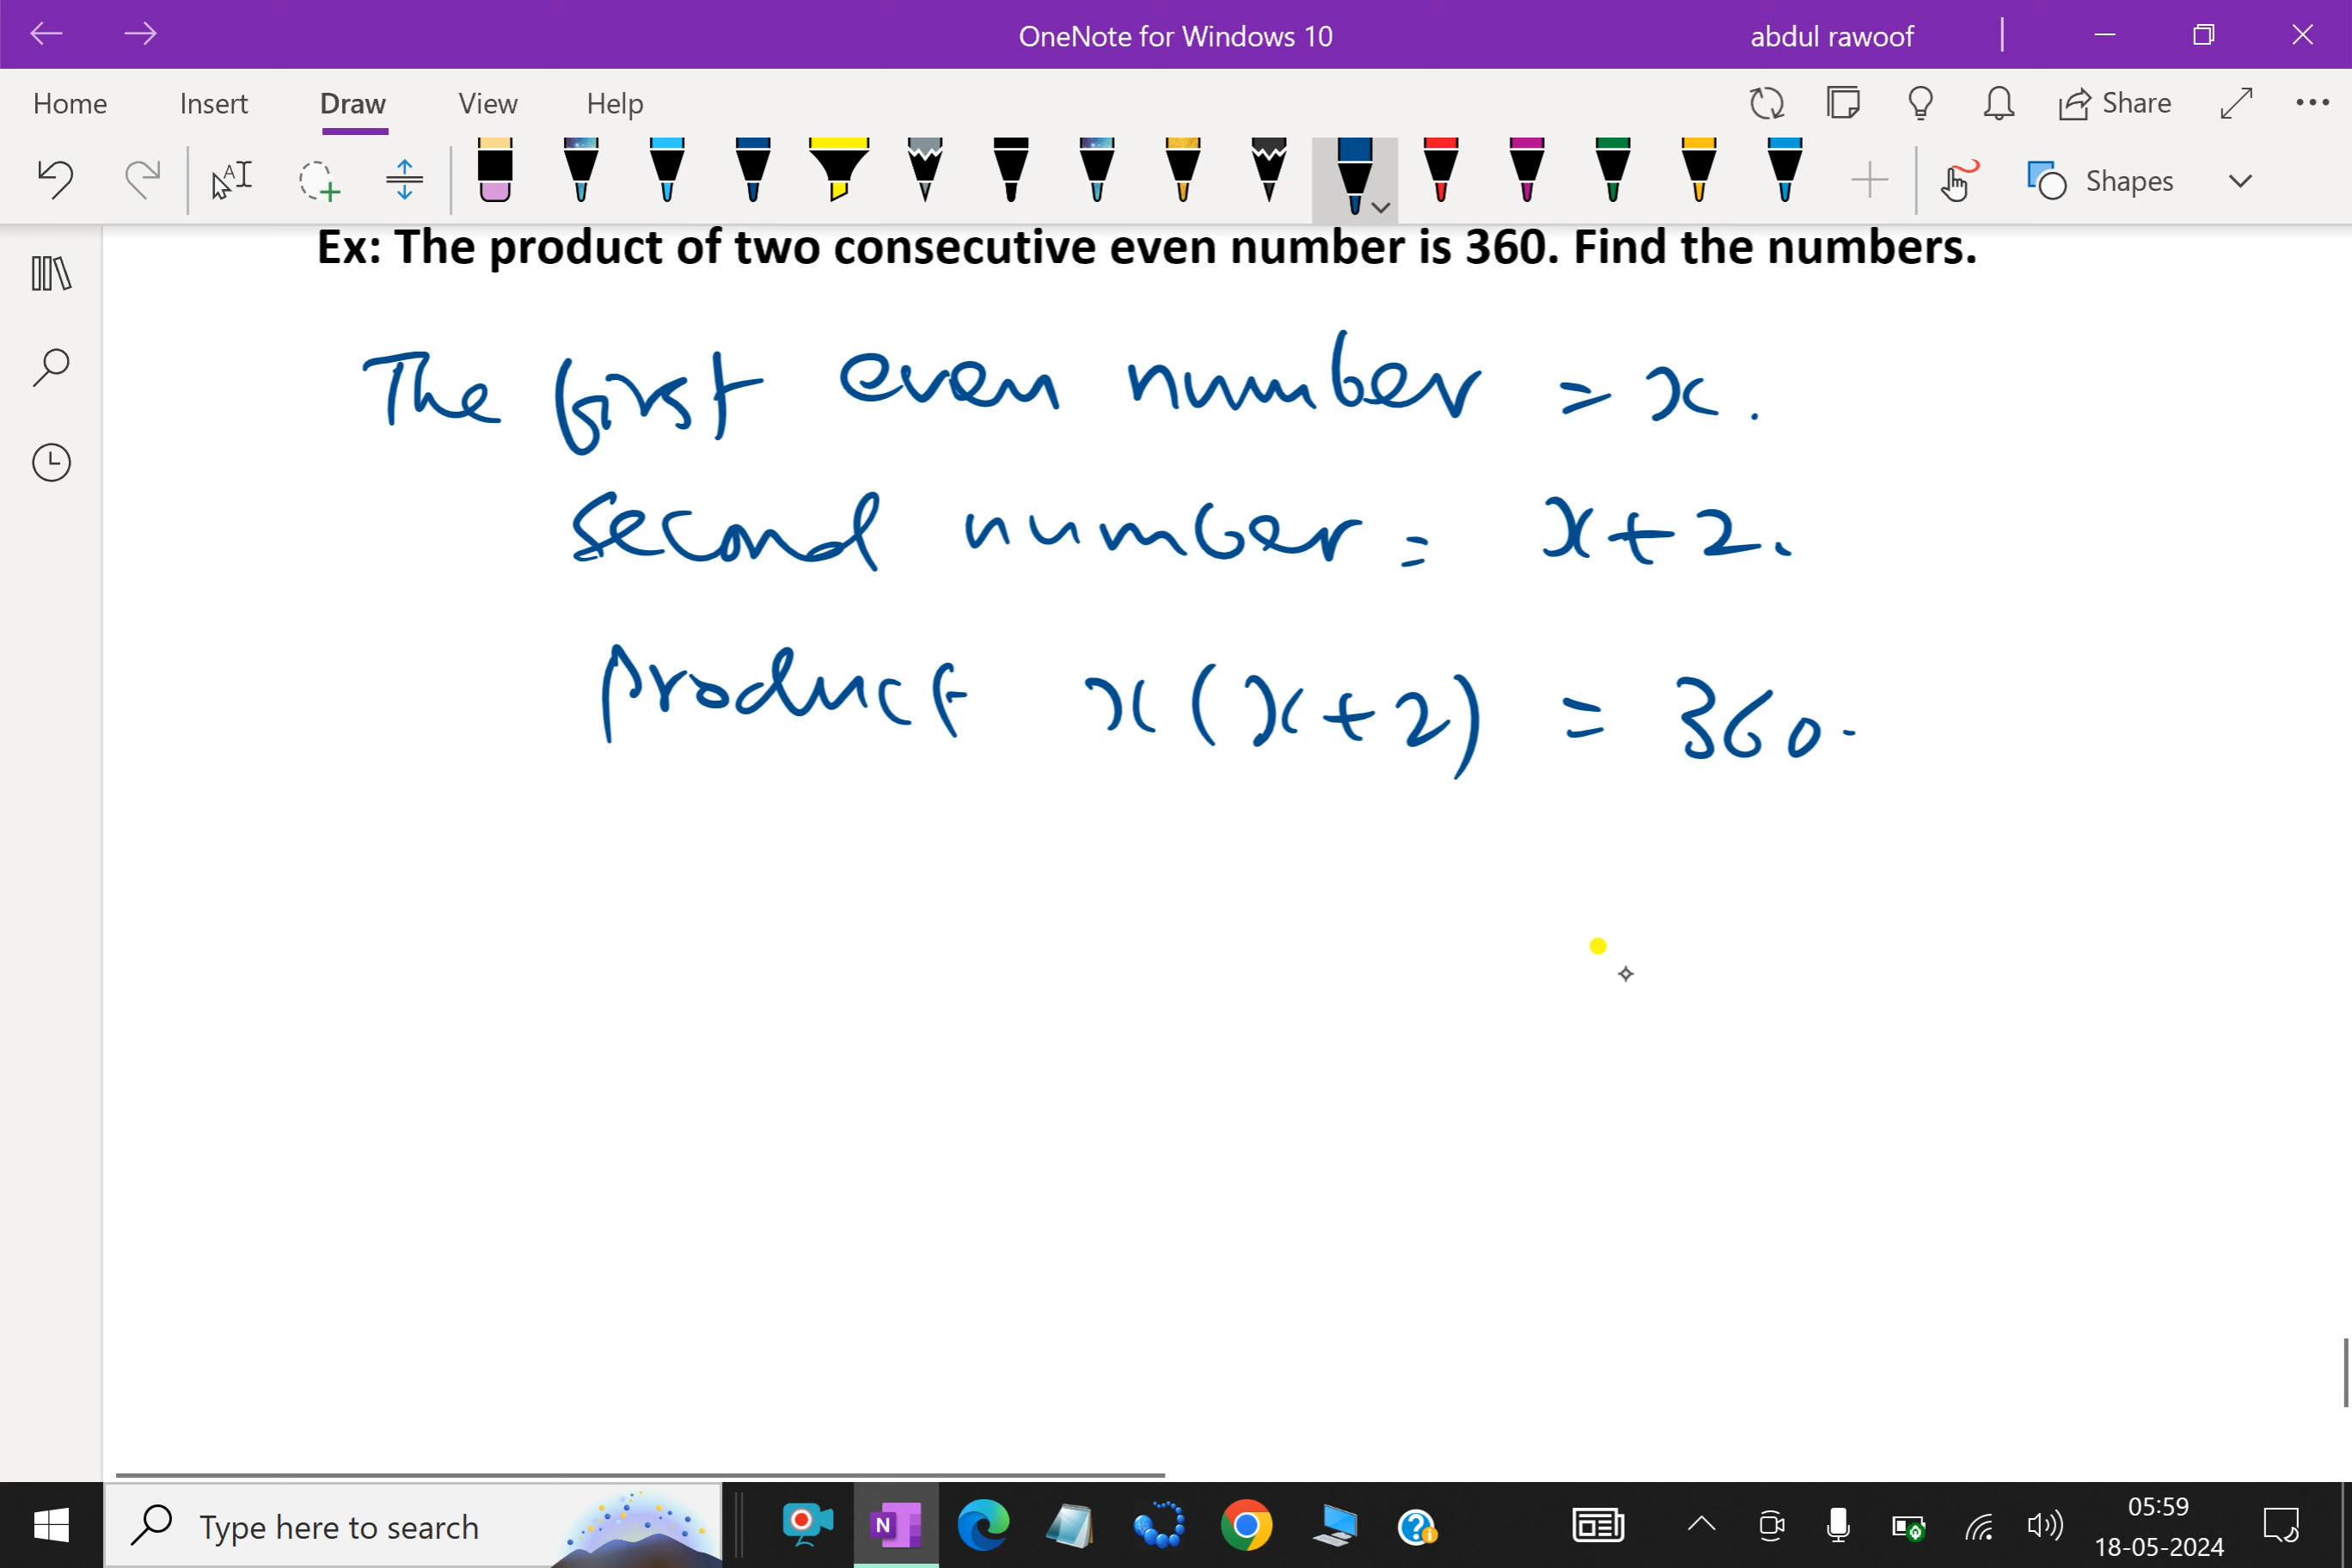 OneNote for Windows 10
abdul rawoof
Home Insert Draw View Help
Share
Shapes
Ex: The product of two consecutive even number is 360. Find the numbers.
The first even number = x.
second number = x+2.
product x(x+2) = 360.
Type here to search
05:59
18-05-2024